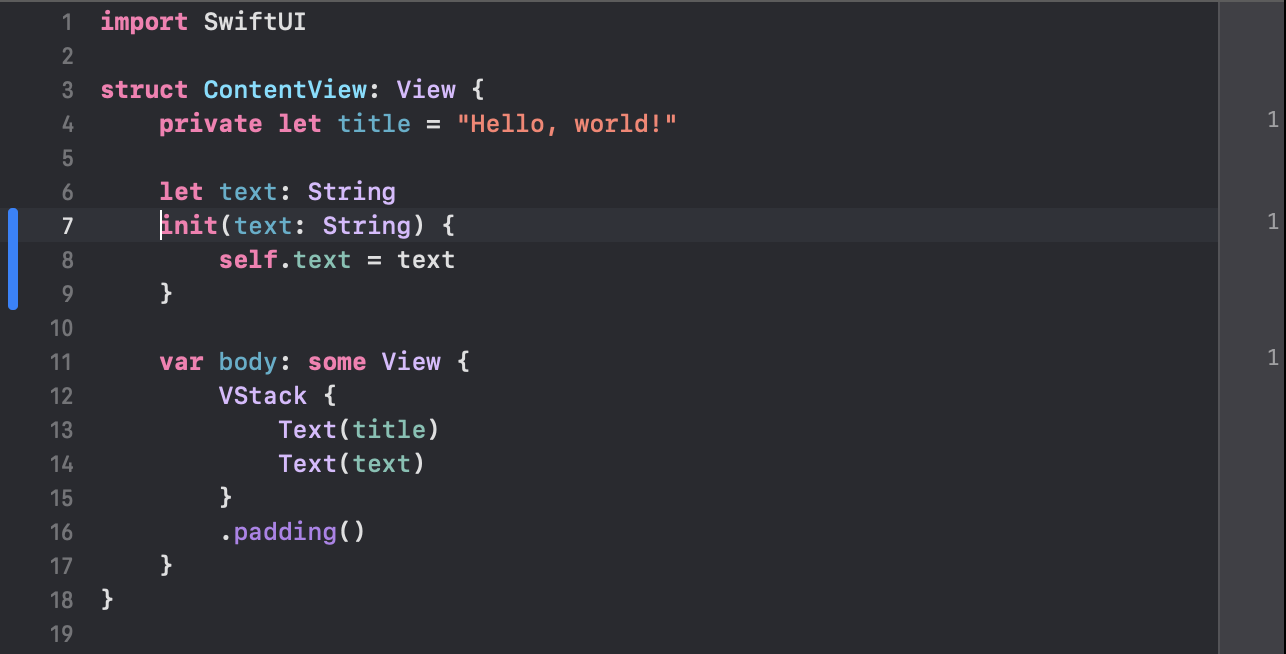 1 import SwiftUI
2
3 struct ContentView: View {
4     private let title = "Hello, world!" 1
5
6     let text: String
7     init(text: String) { 1
8         self.text = text
9     }
10
11     var body: some View { 1
12         VStack {
13             Text(title)
14             Text(text)
15         }
16         .padding()
17     }
18 }
19